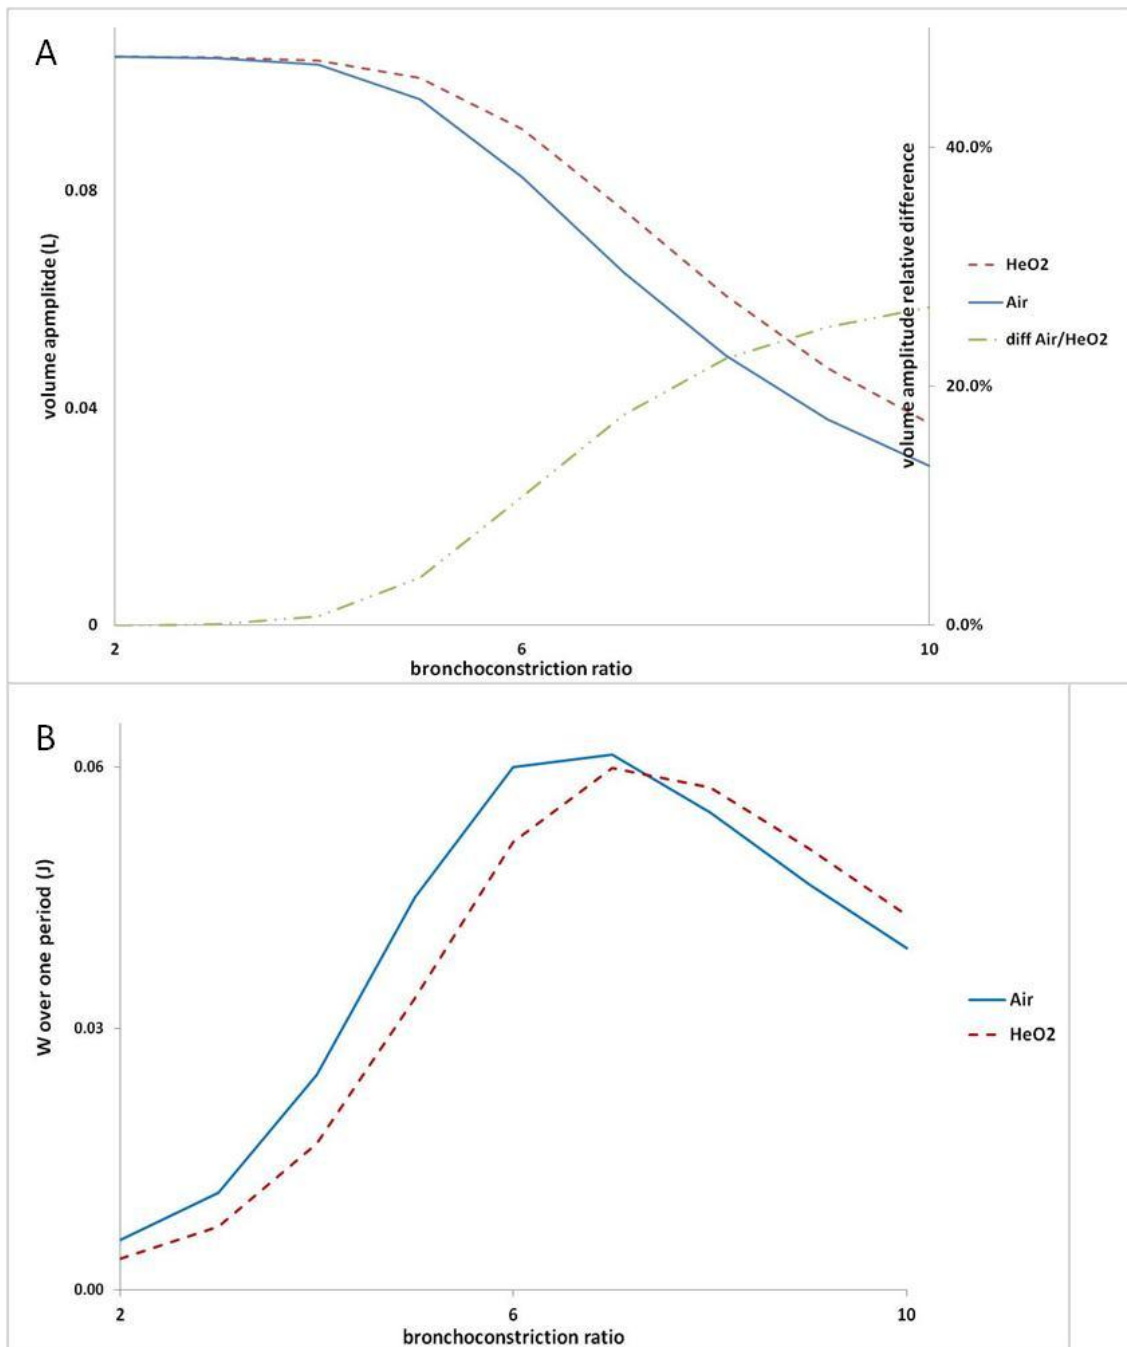 A
volume apmplitde (L)
0.08
0.04
0
2
6
10
bronchoconstriction ratio
40.0%
20.0%
0.0%
volume amplitude relative difference
HeO2
Air
diff Air/HeO2
B
W over one period (J)
0.06
0.03
0.00
2
6
10
bronchoconstriction ratio
Air
HeO2